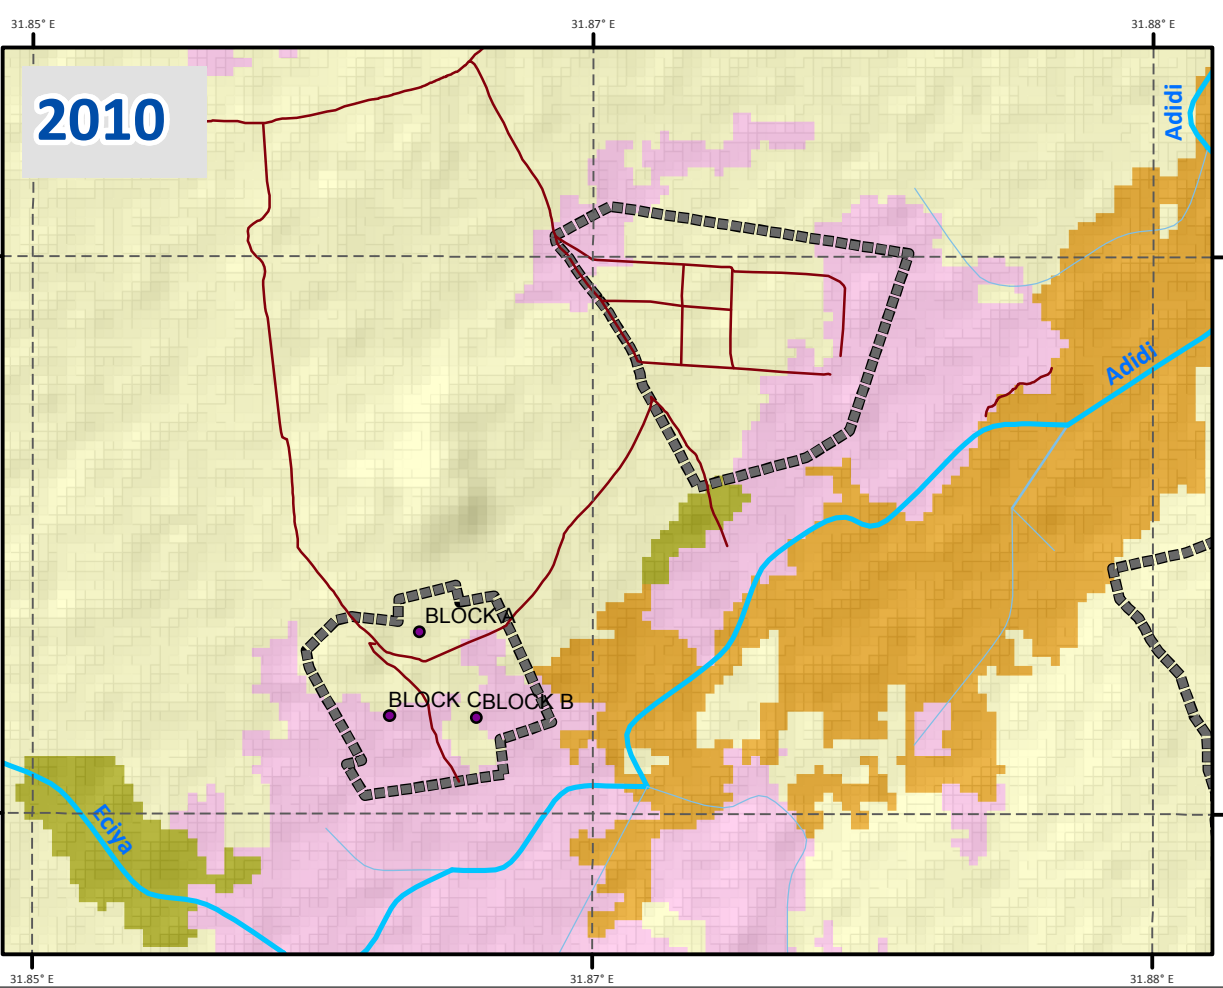 31.85° E
31.87° E
31.88° E
2010
Adidi
Adidi
BLOCK A
BLOCK C
BLOCK B
Eciya
31.85° E
31.87° E
31.88° E